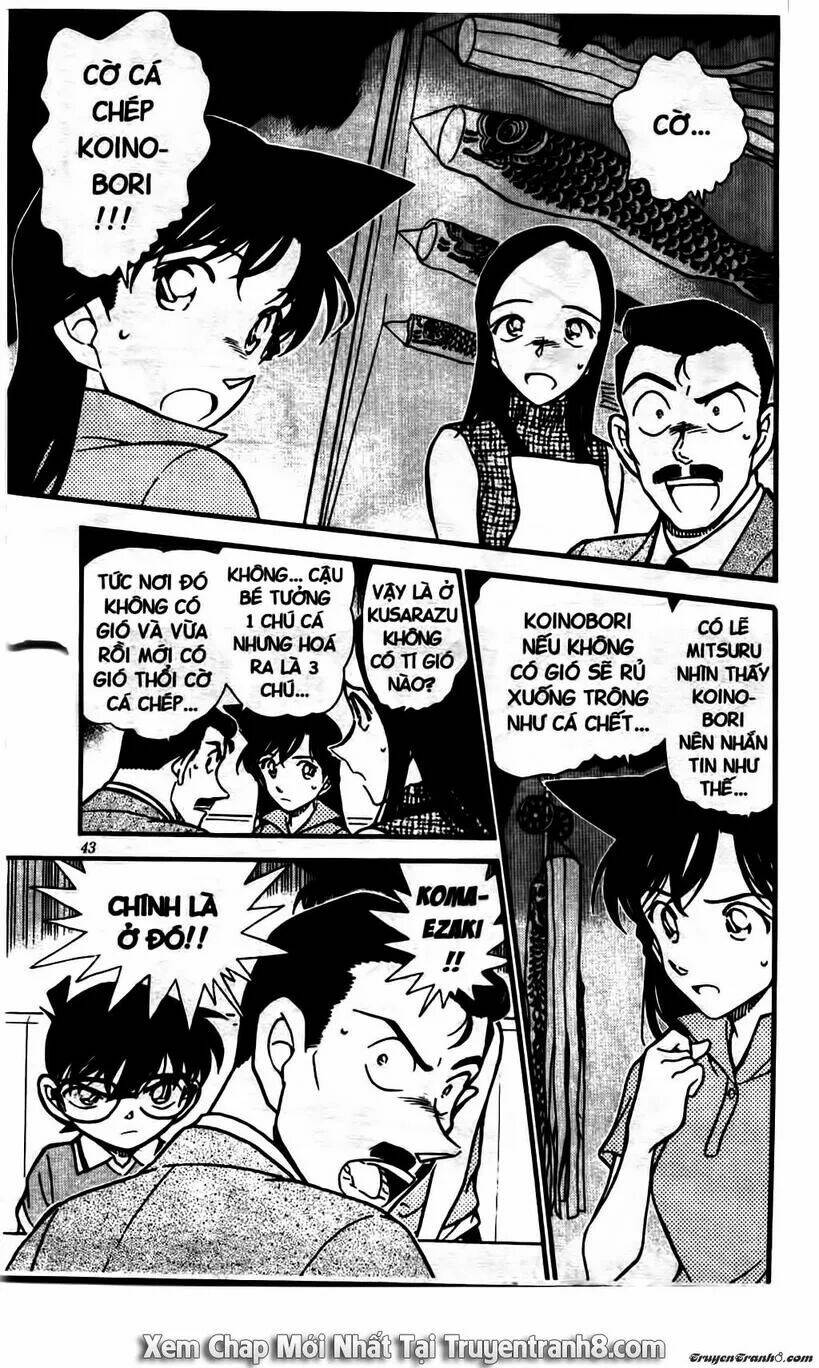 CỜ...
CỜ CÁ
CHÉP
KOINO-
BORI
!!!
CÓ LẼ
MITSURU
NHÌN THẤY
KOINO-
BORI
NÊN NHẮN
TIN NHƯ
THẾ...
KOINOBORI
NẾU KHÔNG
CÓ GIÓ SẼ RỦ
XUỐNG TRÔNG
NHƯ CÁ CHẾT...
VẬY LÀ Ở
KUSARAZU
KHÔNG
CÓ TÍ GIÓ
NÀO?
KHÔNG... CẬU
BÉ TƯỞNG
1 CHÚ CÁ
NHƯNG HOÁ
RA LÀ 3
CHÚ...
TỨC NƠI ĐÓ
KHÔNG CÓ
GIÓ VÀ VỪA
RỒI MỚI CÓ
GIÓ THỔI CỜ
CÁ CHÉP...
43
KOMA-
EZAKI
!!
CHÍNH LÀ
Ở ĐÓ!!
Xem Chap Mới Nhất Tại Truyentranh8.com
TruyenTranh8.com